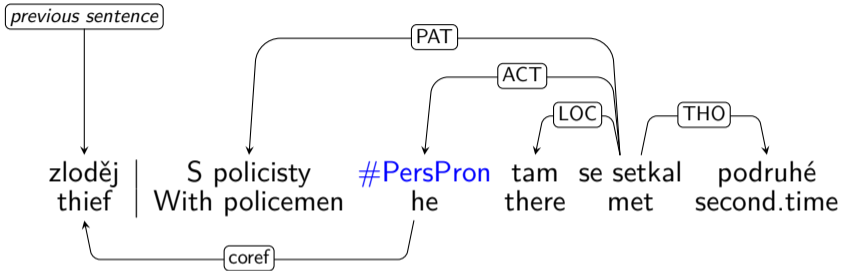 previous sentence
PAT
ACT
LOC THO
zloděj S policisty #PersPron tam se setkal podruhé
thief With policemen he there met second.time
coref